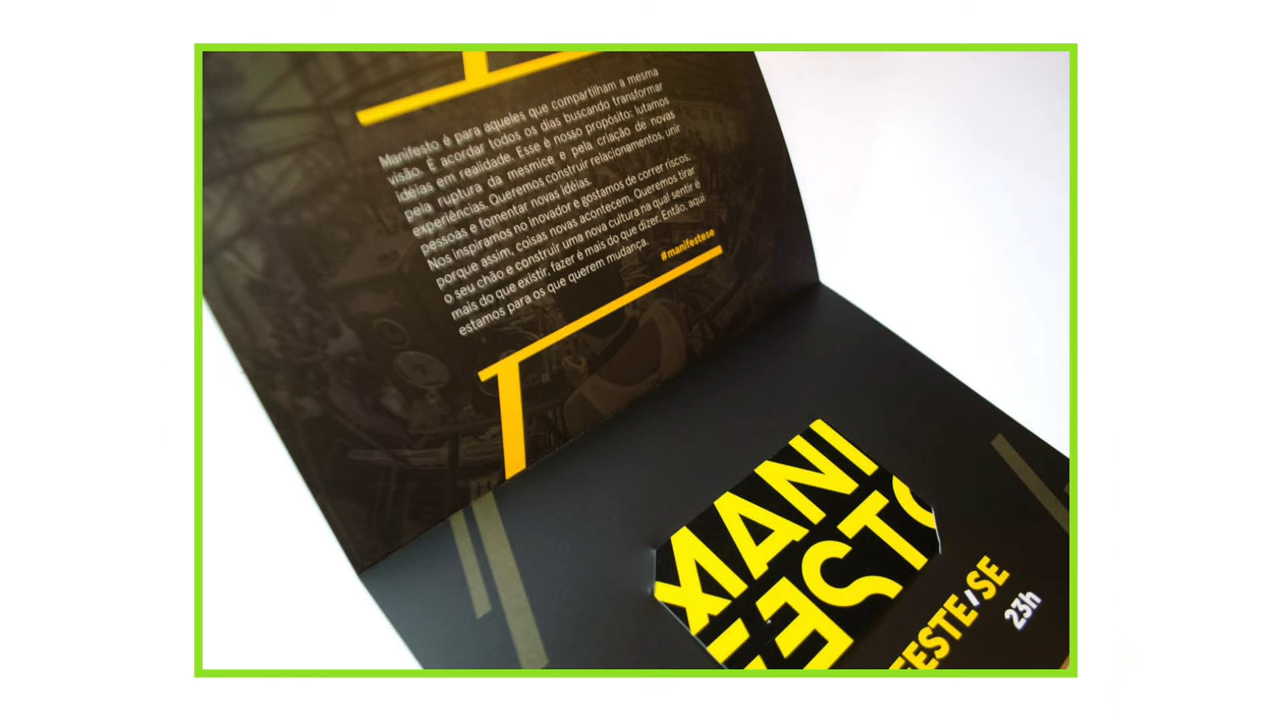 Manifesto é para aqueles que compartilham a mesma
visão. É acordar todos os dias buscando transformar
idéias em realidade. Esse é nosso propósito: lutamos
pela ruptura da mesmice e pela criação de novas
experiências. Queremos construir relacionamentos, unir
pessoas e fomentar novas idéias.
Nos inspiramos no inovador e gostamos de correr riscos,
porque assim, coisas novas acontecem. Queremos tirar
o seu chão e construir uma nova cultura na qual sentir é
mais do que existir, fazer é mais do que dizer. Então, aqui
estamos para os que querem mudança.
#manifestese
MANI
FESTO
FESTE/SE
23h